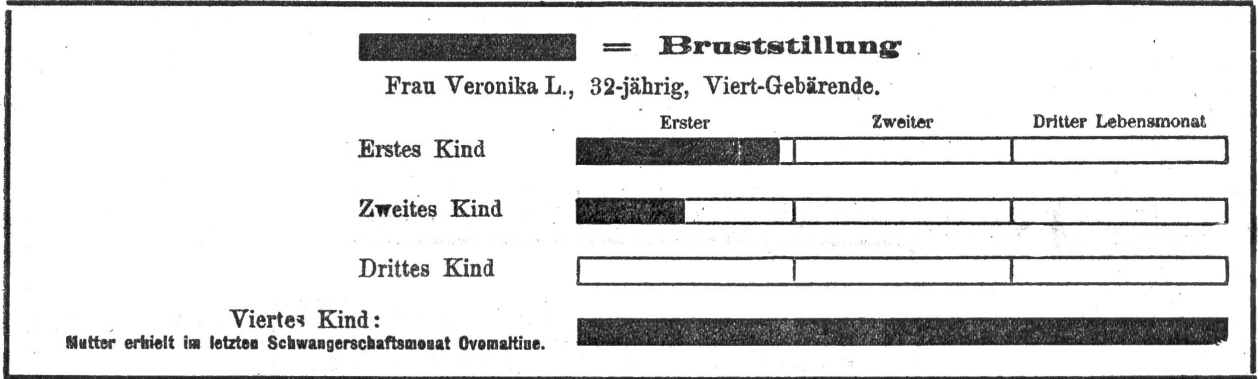 = Bruststillung
Frau Veronika L., 32-jährig, Viert-Gebärende.
Erster Zweiter Dritter Lebensmonat
Erstes Kind
Zweites Kind
Drittes Kind
Viertes Kind:
Mutter erhielt im letzten Schwangerschaftsmonat Ovomaltine.